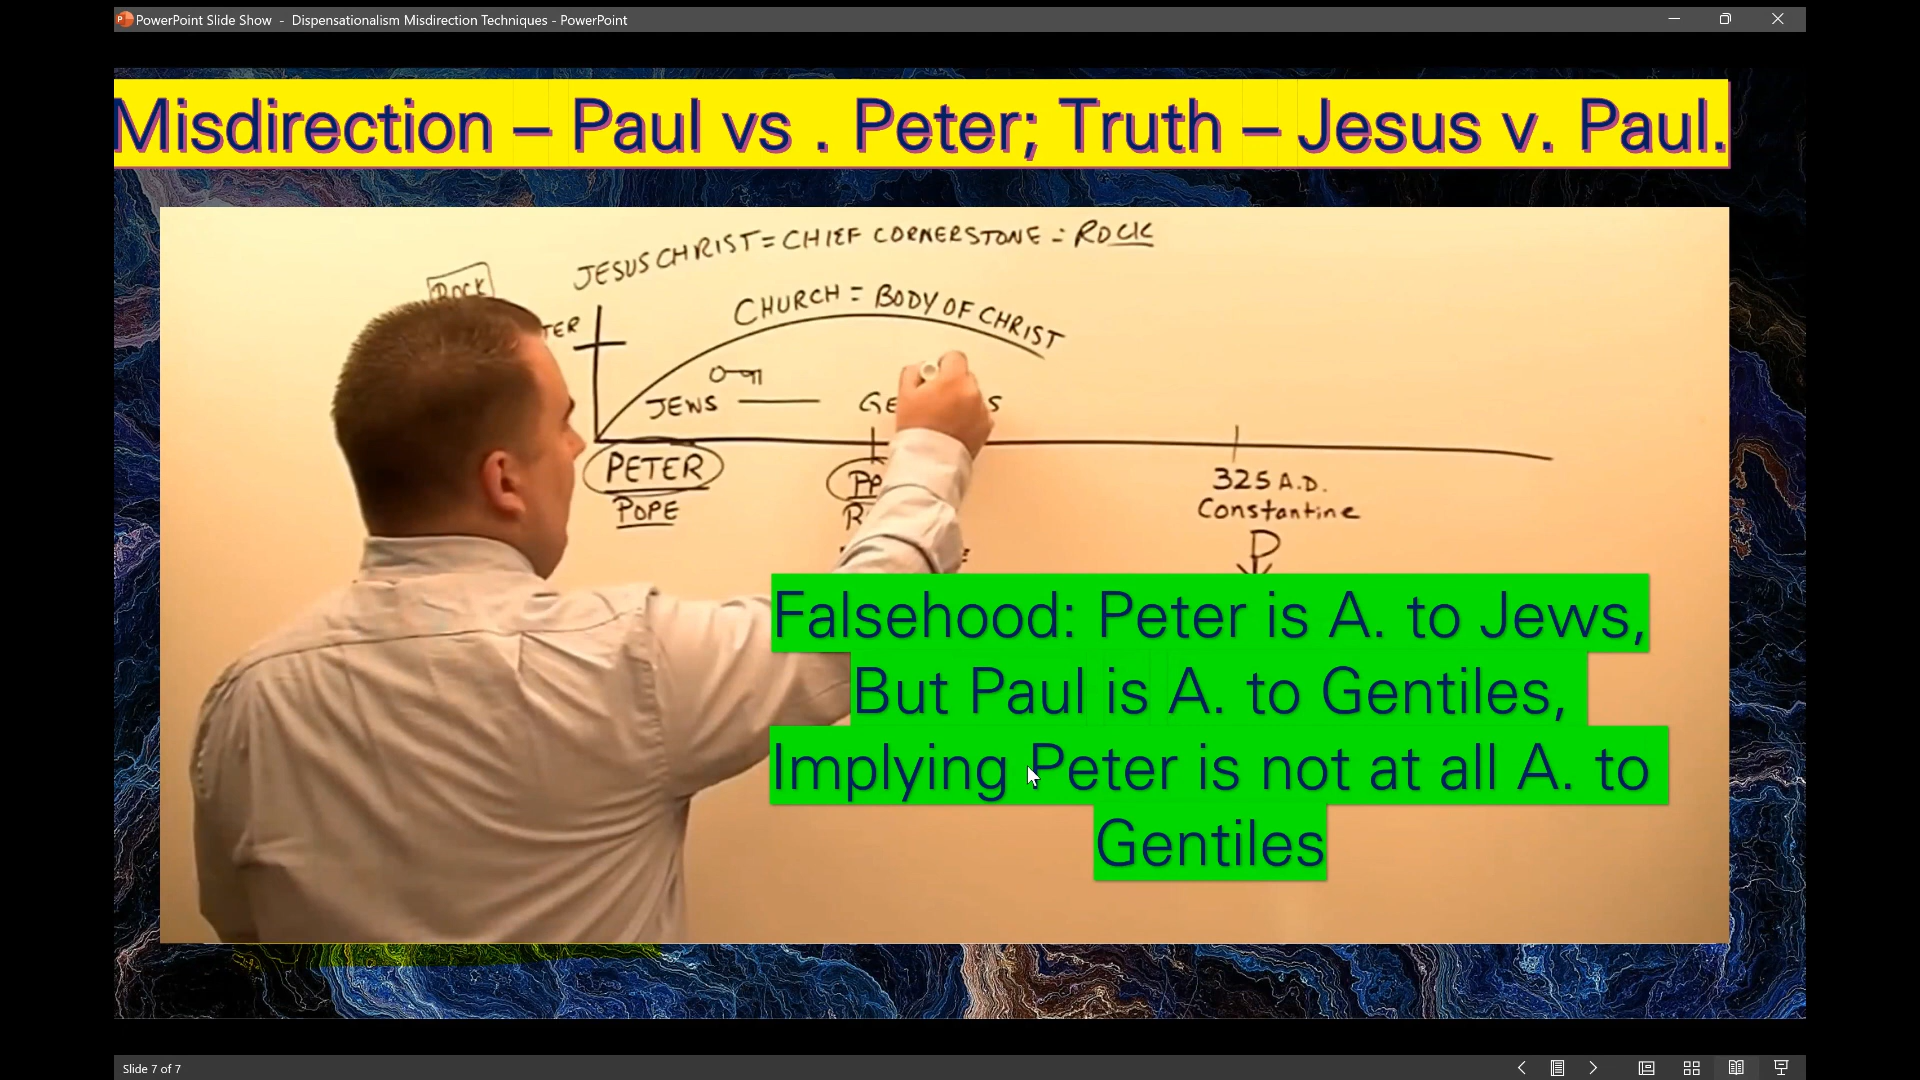 PowerPoint Slide Show - Dispensationalism Misdirection Techniques - PowerPoint
Misdirection – Paul vs . Peter; Truth – Jesus v. Paul.
JESUS CHRIST = CHIEF CORNERSTONE = ROCK
ROCK
CHURCH = BODY OF CHRIST
JEWS
PETER
POPE
325 A.D.
Constantine
Falsehood: Peter is A. to Jews,
But Paul is A. to Gentiles,
Implying Peter is not at all A. to
Gentiles
Slide 7 of 7